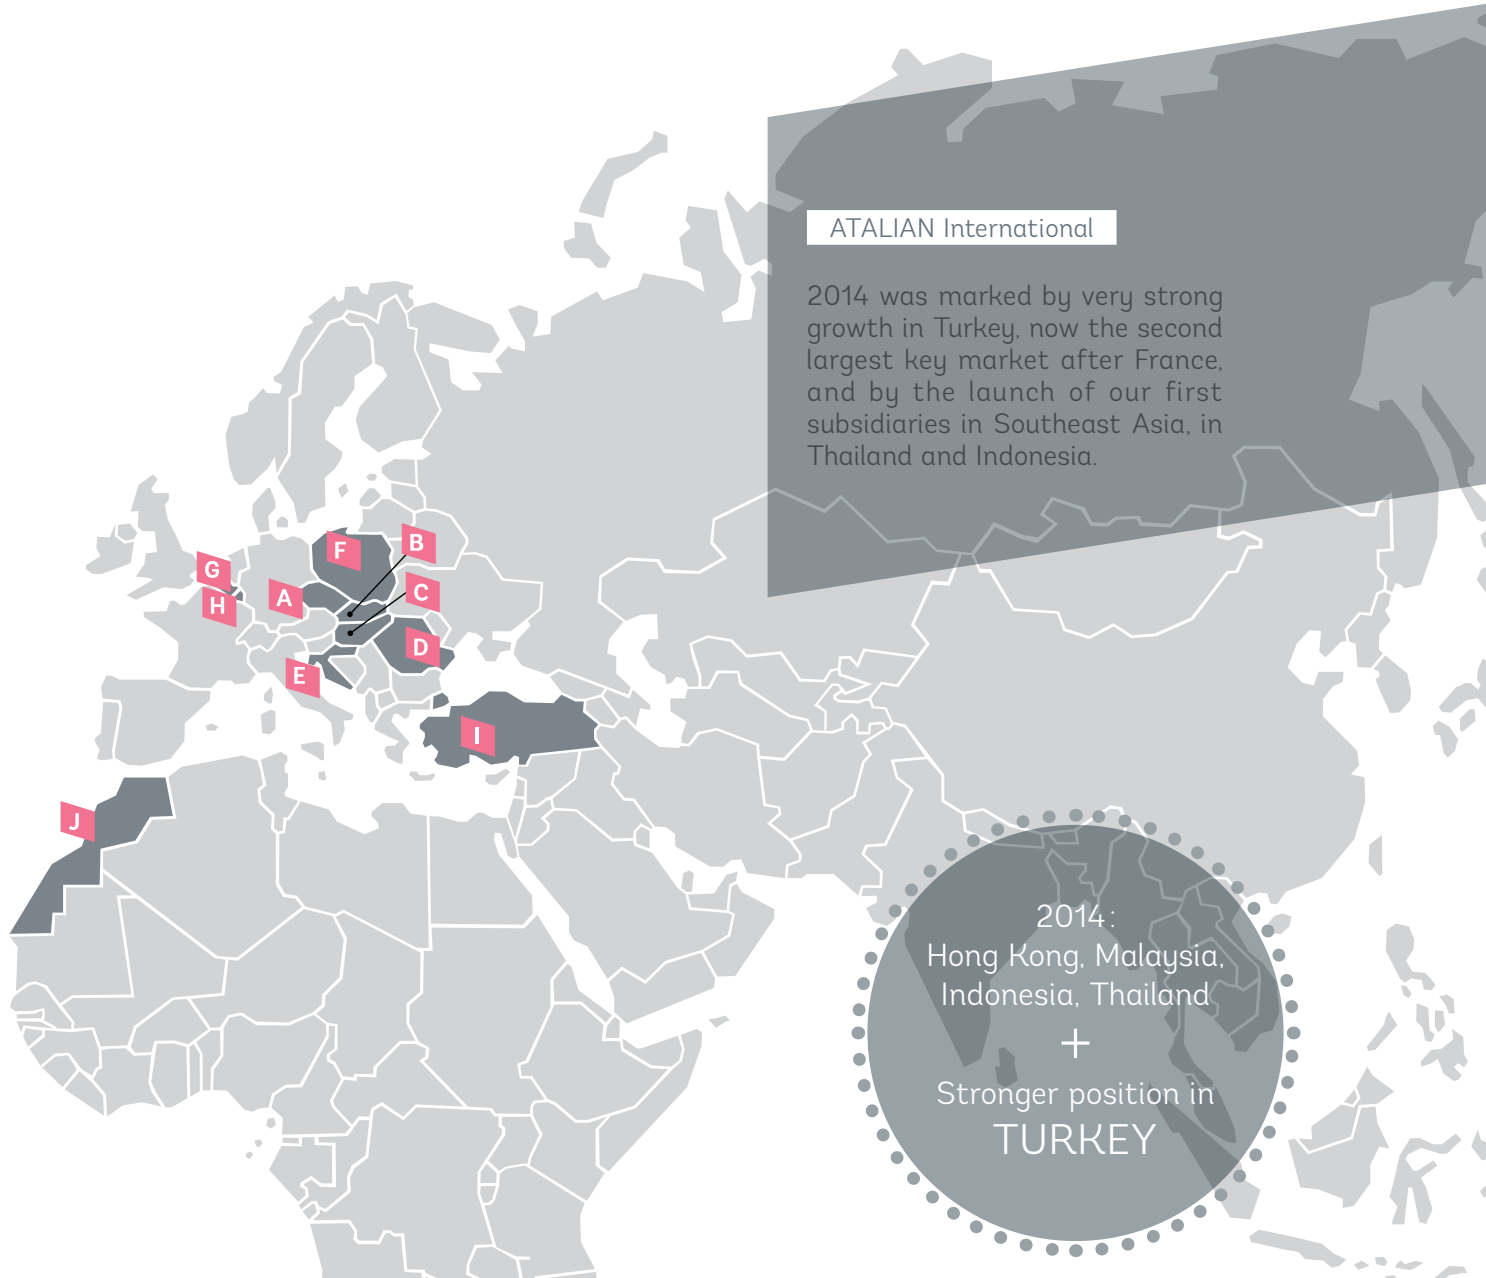 ATALIAN International
2014 was marked by very strong
growth in Turkey, now the second
largest key market after France,
and by the launch of our first
subsidiaries in Southeast Asia, in
Thailand and Indonesia.
F
B
G
A
C
H
D
E
I
J
2014:
Hong Kong, Malaysia,
Indonesia, Thailand
+
Stronger position in
TURKEY